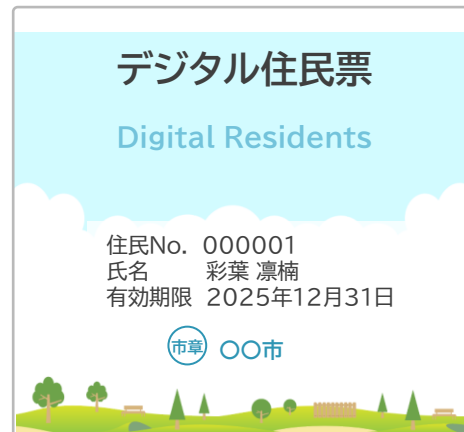 デジタル住民票
Digital Residents
住民No. 000001
氏名 彩葉 凛楠
有効期限 2025年12月31日
市章 〇〇市